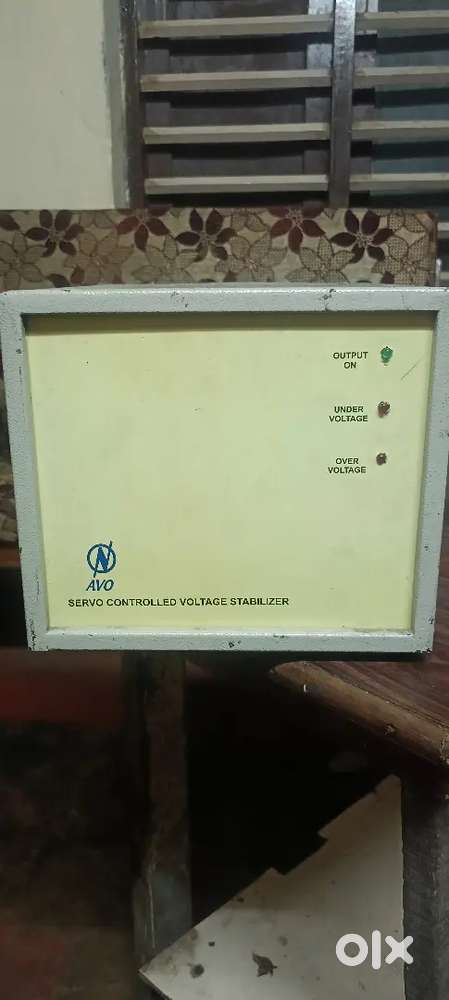 OUTPUT
ON
UNDER
VOLTAGE
OVER
VOLTAGE
AVO
SERVO CONTROLLED VOLTAGE STABILIZER
olx